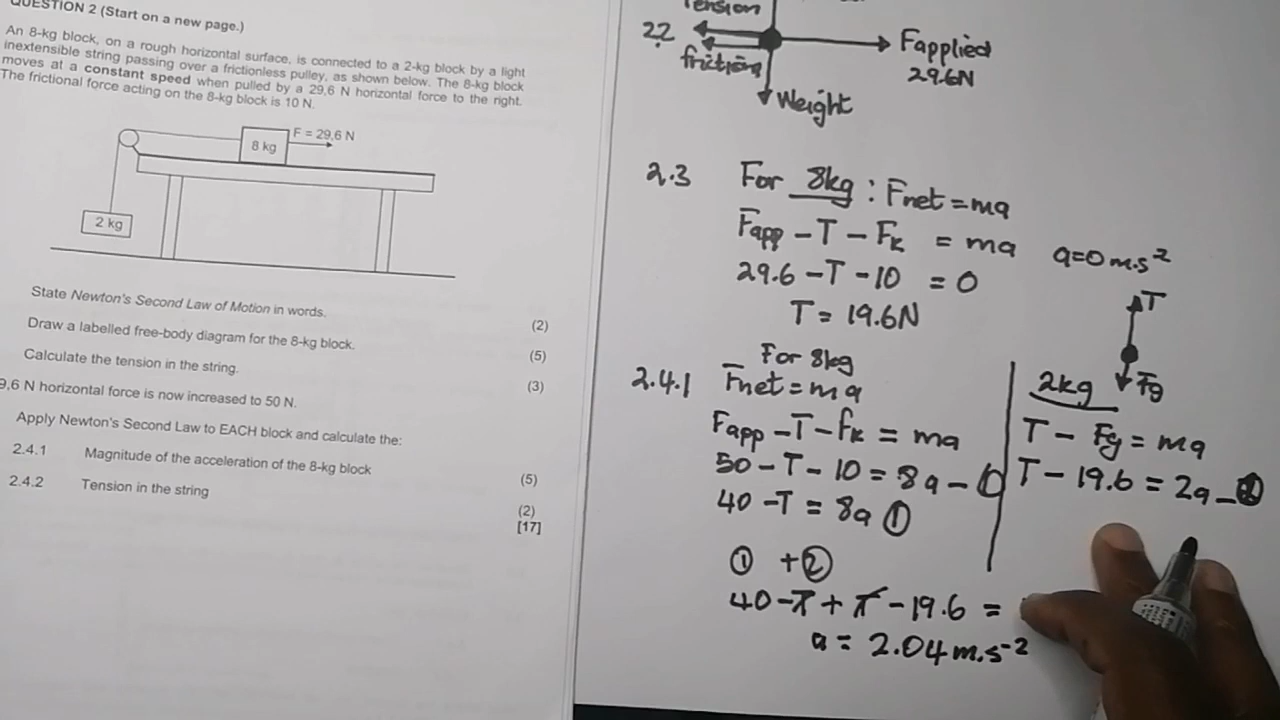 QUESTION 2 (Start on a new page.)
An 8-kg block, on a rough horizontal surface, is connected to a 2-kg block by a light
inextensible string passing over a frictionless pulley, as shown below. The 8-kg block
moves at a constant speed when pulled by a 29,6 N horizontal force to the right.
The frictional force acting on the 8-kg block is 10 N.
F = 29,6 N
8 kg
2 kg
State Newton's Second Law of Motion in words.
(2)
Draw a labelled free-body diagram for the 8-kg block.
(5)
Calculate the tension in the string.
(3)
9,6 N horizontal force is now increased to 50 N.
Apply Newton's Second Law to EACH block and calculate the:
2.4.1 Magnitude of the acceleration of the 8-kg block
(5)
2.4.2 Tension in the string
(2)
[17]
Tension
2.2
friction
Fapplied
29.6N
Weight
2.3 For 8kg : Fnet = ma
Fapp - T - Fk = ma a=0 m.s²
29.6 - T - 10 = 0
T = 19.6N
T
Fg
For 8kg
2.4.1 Fnet = ma
Fapp - T - fk = ma
50 - T - 10 = 8a - ①
40 - T = 8a ①
2kg
T - Fg = ma
T - 19.6 = 2a - ②
① + ②
40 - T + T - 19.6 =
a = 2.04 m.s⁻²